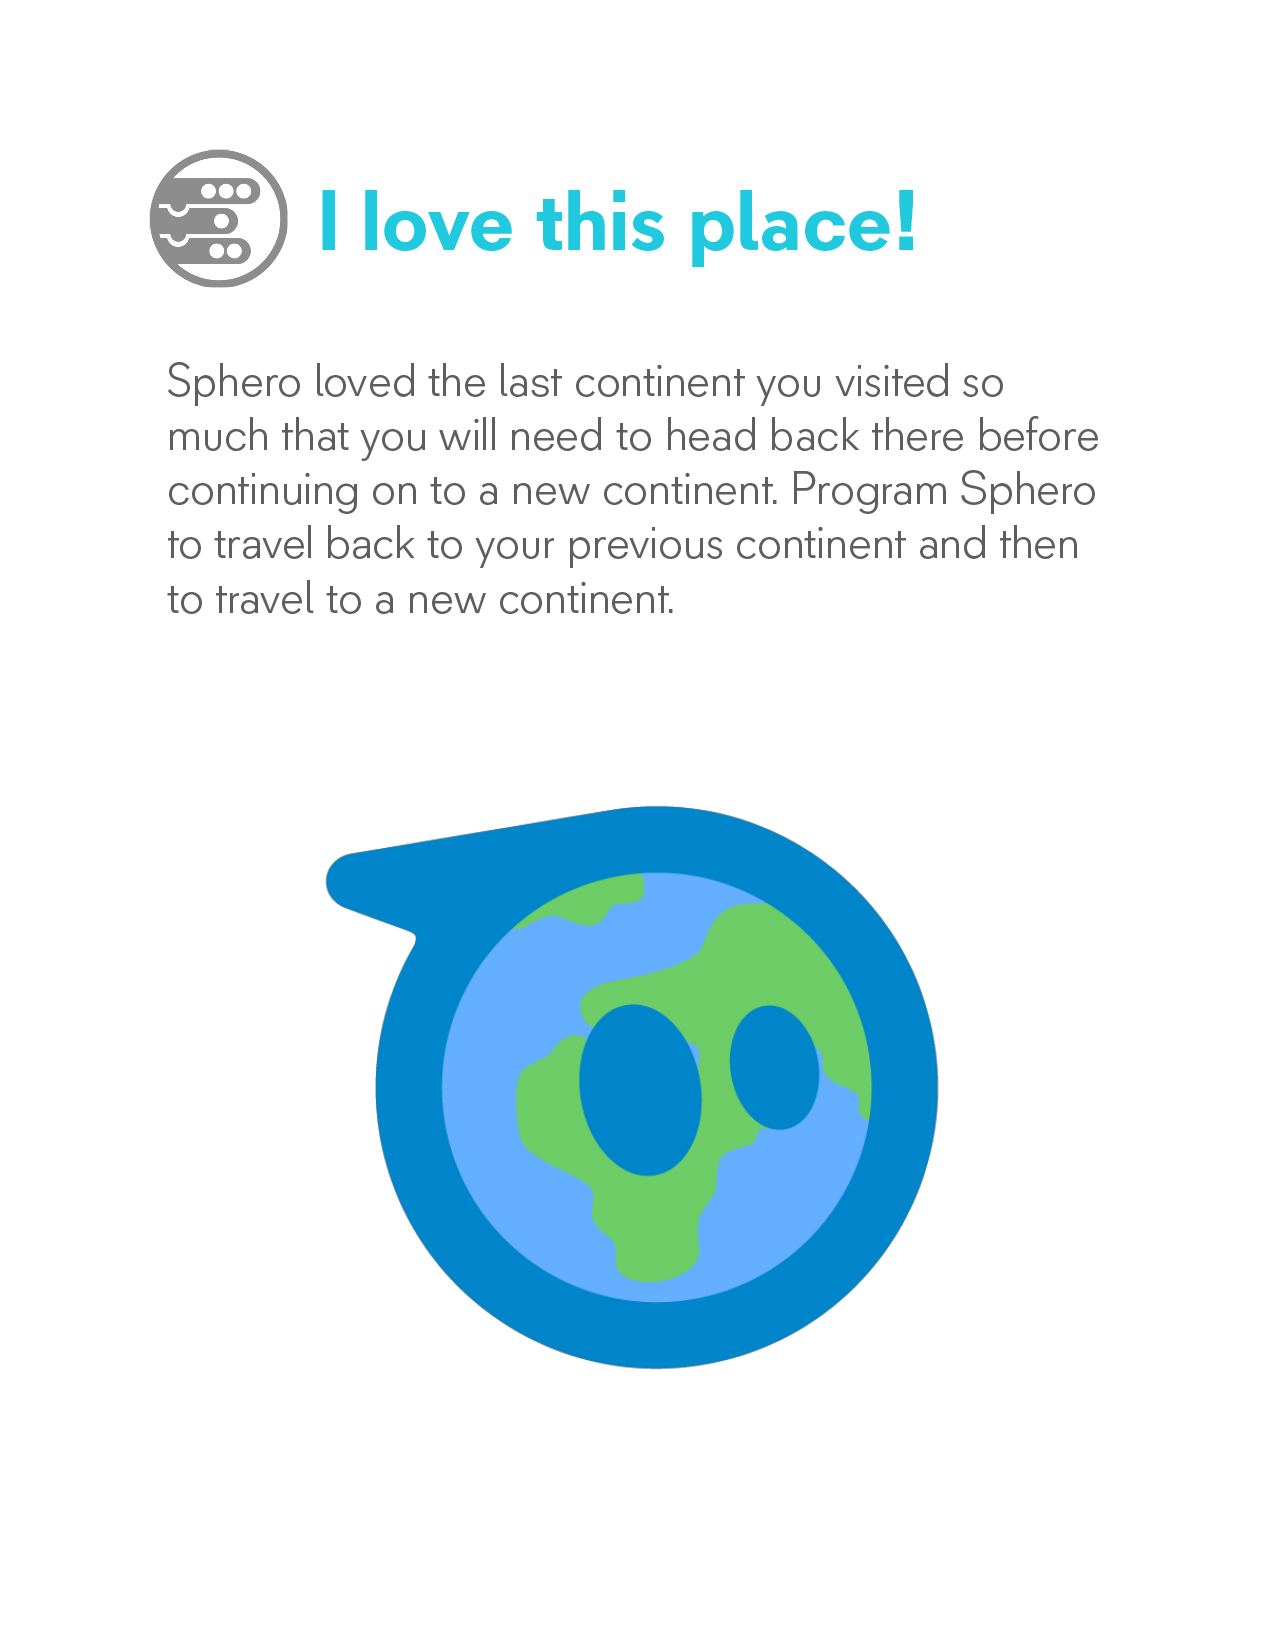 I love this place!
Sphero loved the last continent you visited so
much that you will need to head back there before
continuing on to a new continent. Program Sphero
to travel back to your previous continent and then
to travel to a new continent.